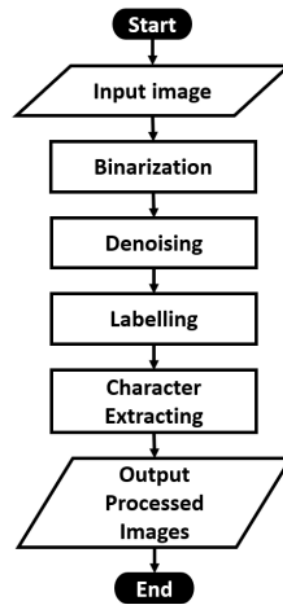 Start
Input image
Binarization
Denoising
Labelling
Character
Extracting
Output
Processed
Images
End